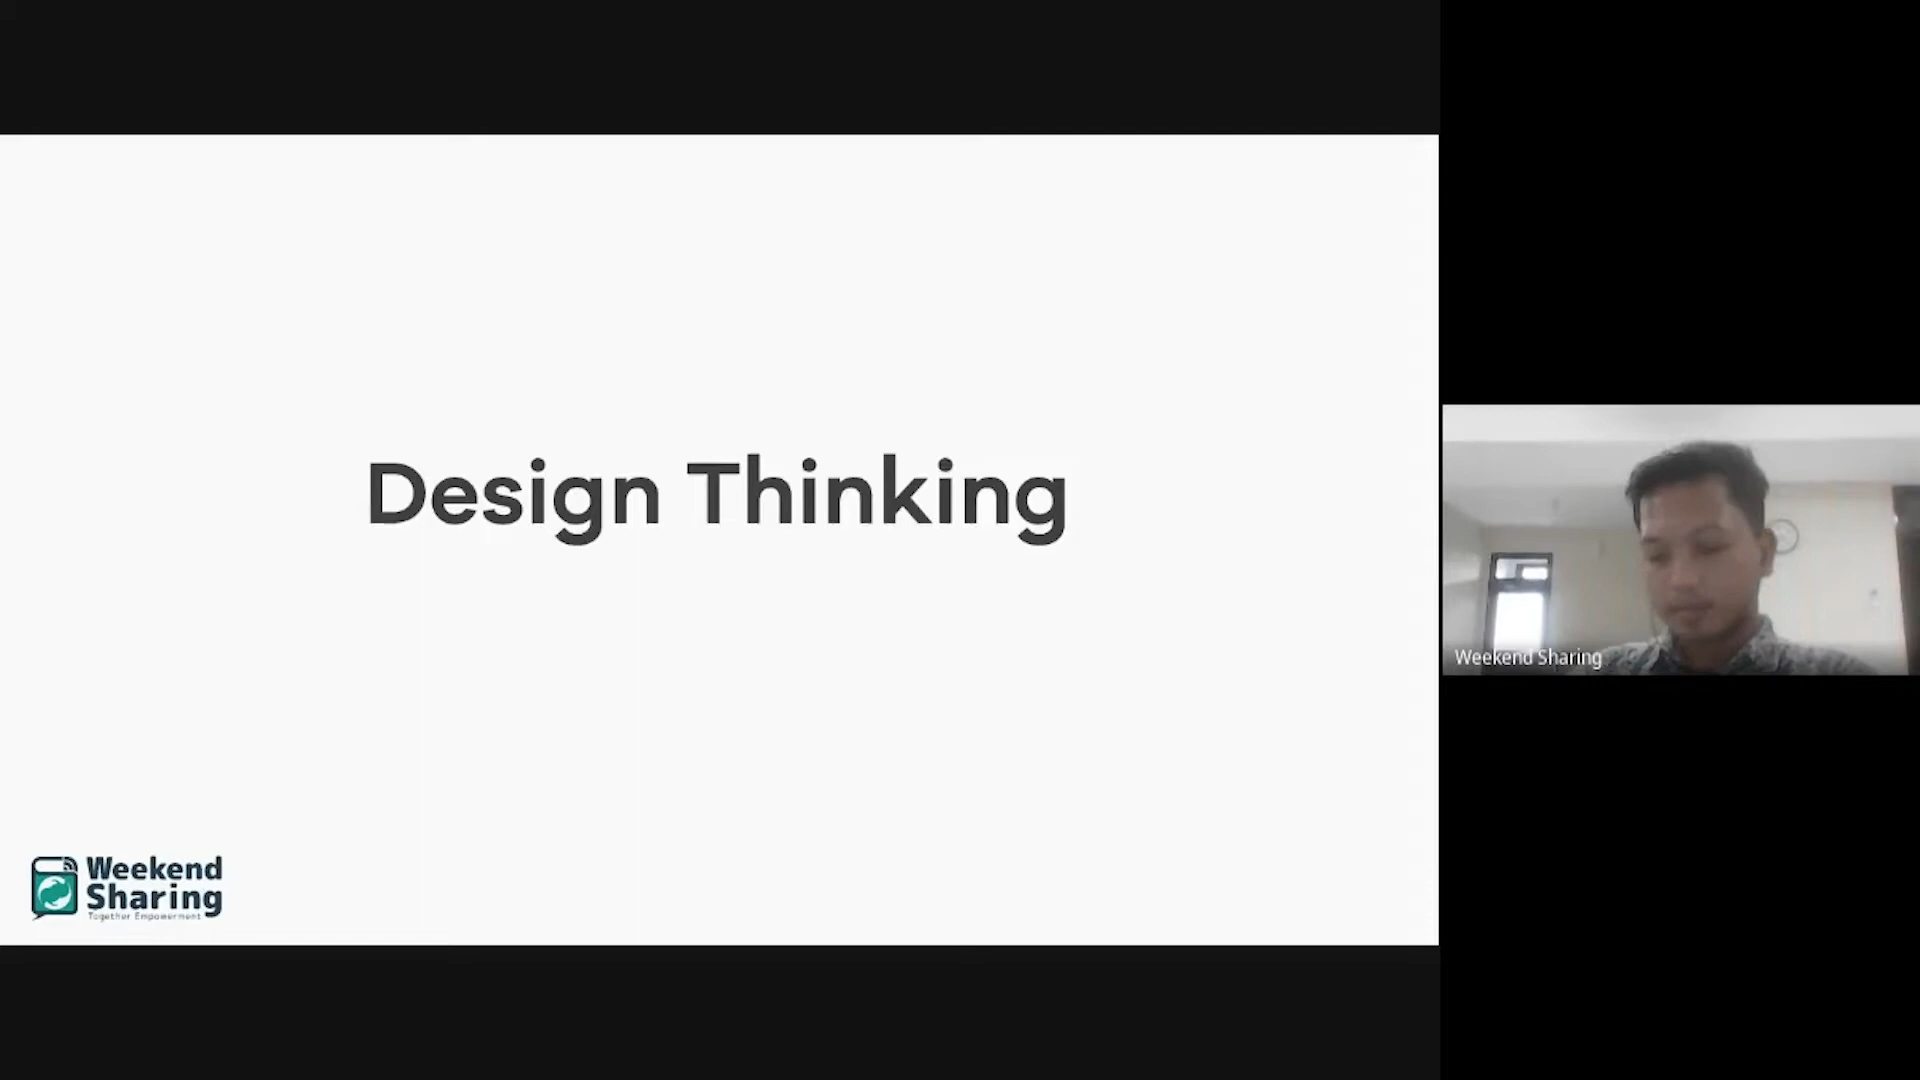 Design Thinking
Weekend
Sharing
Together Empowerment
Weekend Sharing